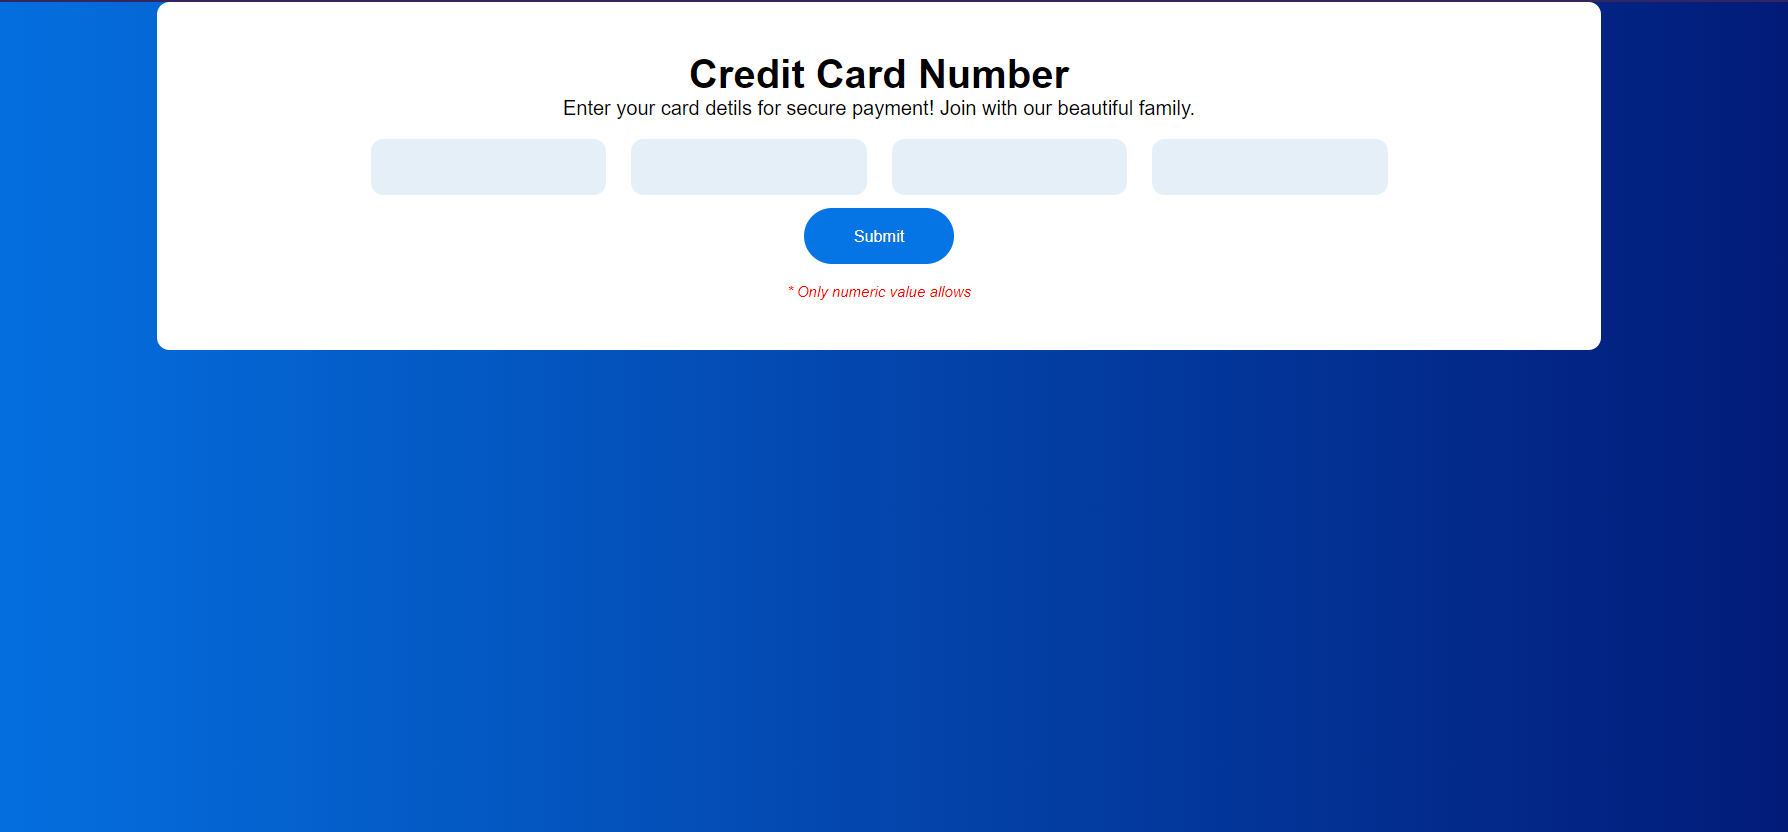 Credit Card Number
Enter your card detils for secure payment! Join with our beautiful family.
Submit
* Only numeric value allows